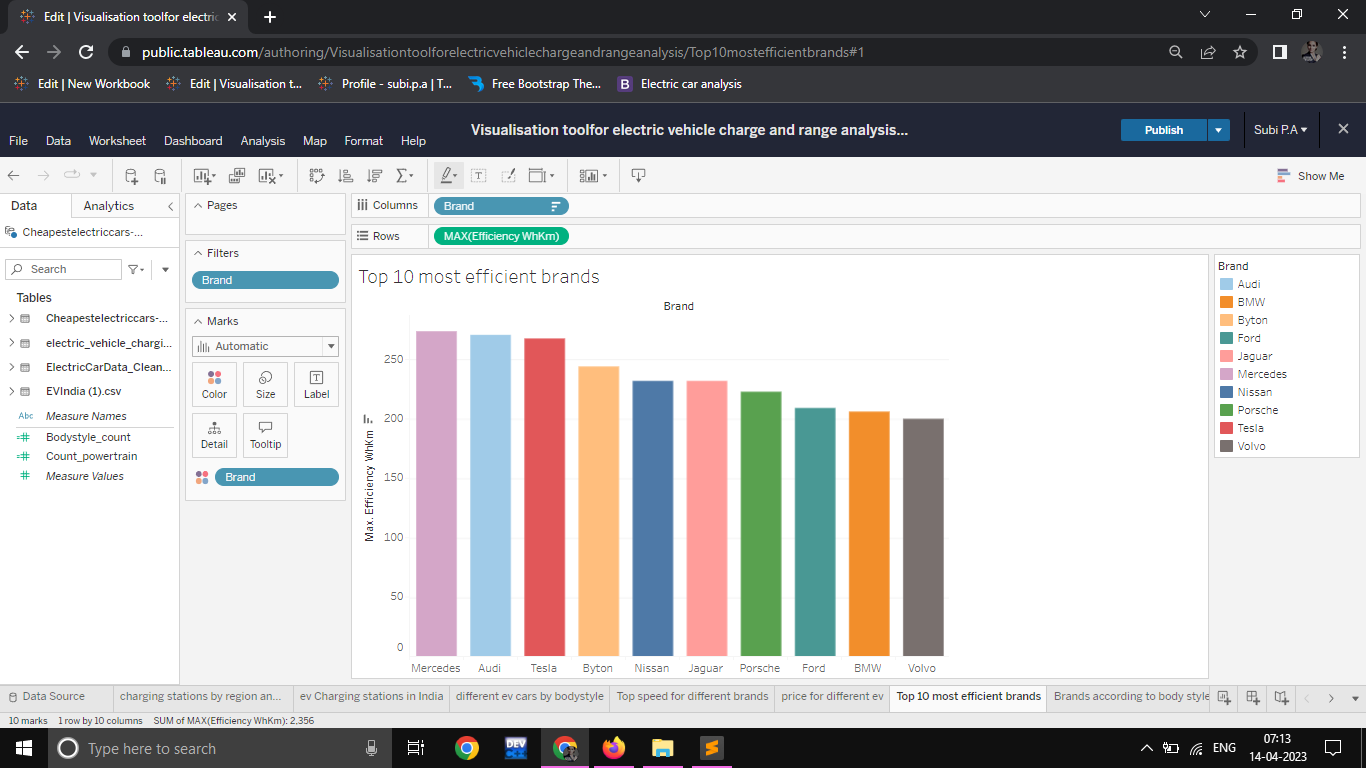 Edit | Visualisation toolfor electric
public.tableau.com/authoring/Visualisationtoolforelectricvehiclechargeandrangeanalysis/Top10mostefficientbrands#1
Edit | New Workbook Edit | Visualisation t... Profile - subi.p.a | T... Free Bootstrap The... B Electric car analysis
Visualisation toolfor electric vehicle charge and range analysis...
Publish
Subi P.A
File Data Worksheet Dashboard Analysis Map Format Help
Show Me
Data Analytics
Cheapestelectriccars-...
Search
Tables
Cheapestelectriccars-...
electric_vehicle_chargi...
ElectricCarData_Clean...
EVIndia (1).csv
Abc Measure Names
Bodystyle_count
Count_powertrain
Measure Values
Pages
Filters
Brand
Marks
Automatic
Color Size Label
Detail Tooltip
Brand
Columns Brand
Rows MAX(Efficiency WhKm)
Top 10 most efficient brands
Brand
Max. Efficiency WhKm
250
200
150
100
50
0
Mercedes Audi Tesla Byton Nissan Jaguar Porsche Ford BMW Volvo
Brand
Audi
BMW
Byton
Ford
Jaguar
Mercedes
Nissan
Porsche
Tesla
Volvo
Data Source charging stations by region an... ev Charging stations in India different ev cars by bodystyle Top speed for different brands price for different ev Top 10 most efficient brands Brands according to body style
10 marks 1 row by 10 columns SUM of MAX(Efficiency WhKm): 2,356
Type here to search
DEV
ENG
07:13
14-04-2023